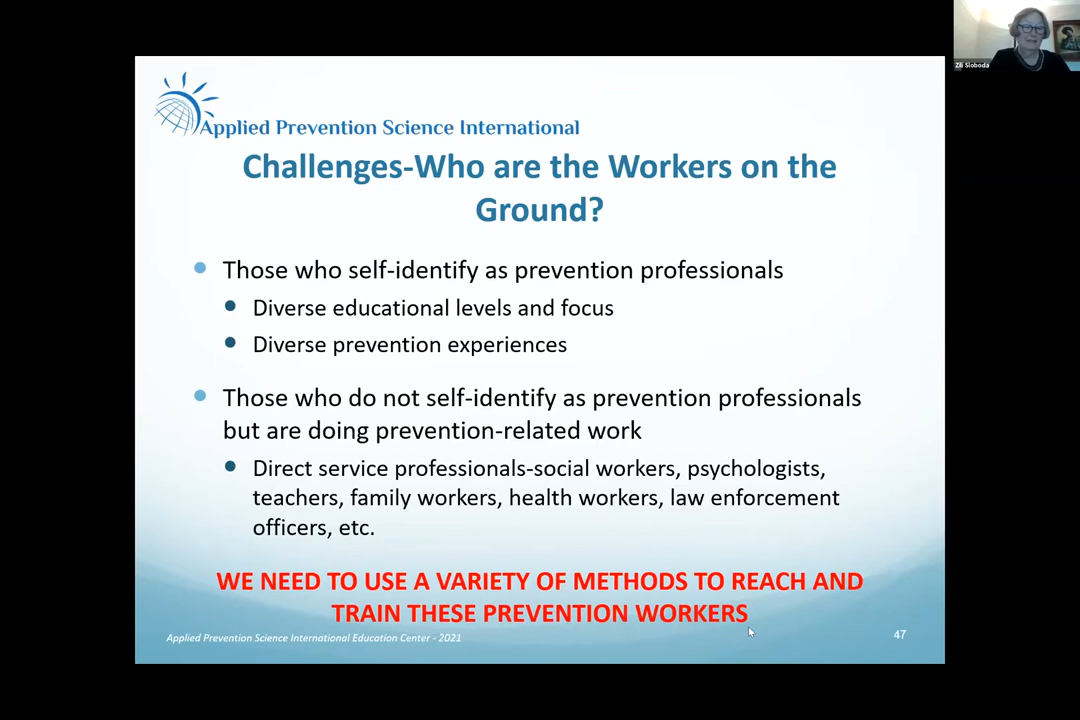 Zili Sloboda
Applied Prevention Science International
Challenges-Who are the Workers on the
Ground?
Those who self-identify as prevention professionals
Diverse educational levels and focus
Diverse prevention experiences
Those who do not self-identify as prevention professionals
but are doing prevention-related work
Direct service professionals-social workers, psychologists,
teachers, family workers, health workers, law enforcement
officers, etc.
WE NEED TO USE A VARIETY OF METHODS TO REACH AND
TRAIN THESE PREVENTION WORKERS
Applied Prevention Science International Education Center - 2021
47